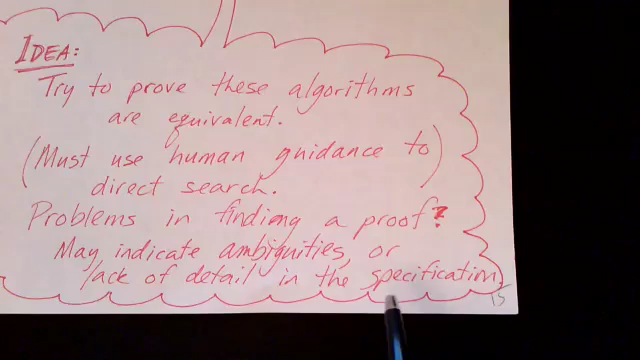 IDEA:
Try to prove these algorithms
are equivalent.
(Must use human guidance to)
direct search.
Problems in finding a proof?
May indicate ambiguities, or
lack of detail in the specification.
15